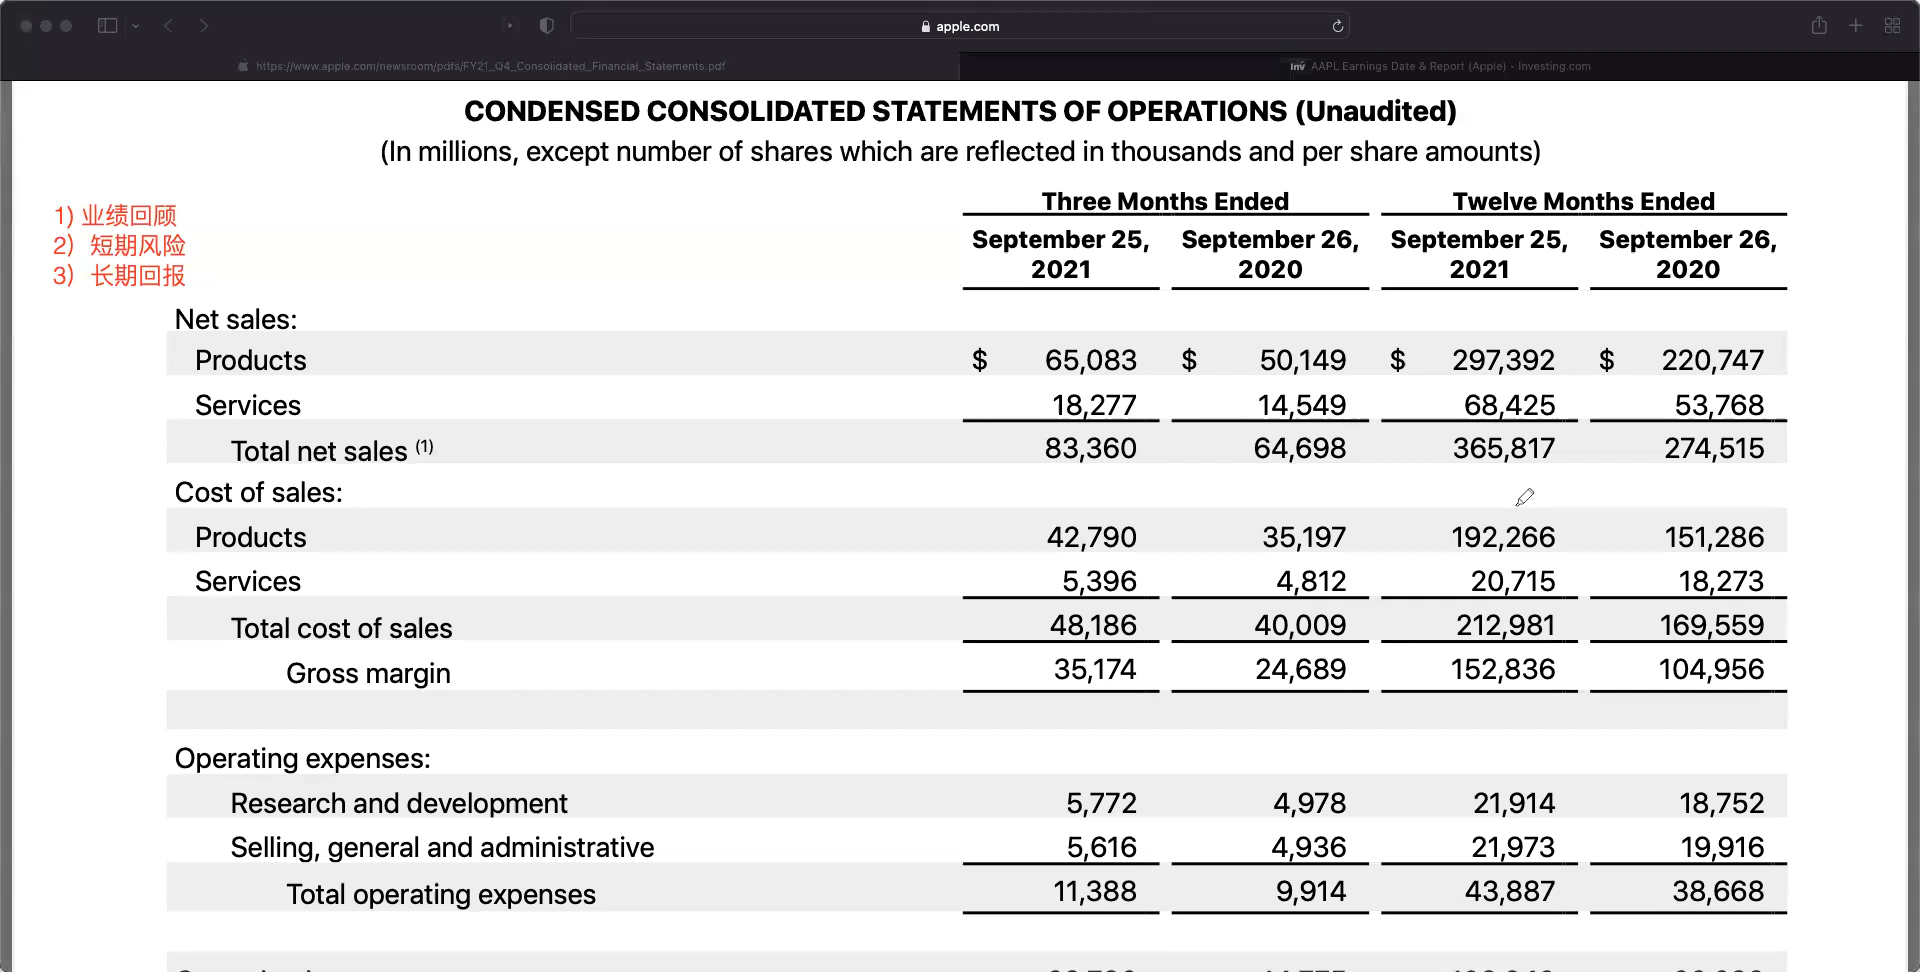 apple.com
https://www.apple.com/newsroom/pdfs/FY21_Q4_Consolidated_Financial_Statements.pdf
Inv AAPL Earnings Date & Report (Apple) - Investing.com
CONDENSED CONSOLIDATED STATEMENTS OF OPERATIONS (Unaudited)
(In millions, except number of shares which are reflected in thousands and per share amounts)
1) 业绩回顾
2) 短期风险
3) 长期回报
Three Months Ended Twelve Months Ended
September 25, 2021 September 26, 2020 September 25, 2021 September 26, 2020
Net sales:
Products $ 65,083 $ 50,149 $ 297,392 $ 220,747
Services 18,277 14,549 68,425 53,768
Total net sales (1) 83,360 64,698 365,817 274,515
Cost of sales:
Products 42,790 35,197 192,266 151,286
Services 5,396 4,812 20,715 18,273
Total cost of sales 48,186 40,009 212,981 169,559
Gross margin 35,174 24,689 152,836 104,956
Operating expenses:
Research and development 5,772 4,978 21,914 18,752
Selling, general and administrative 5,616 4,936 21,973 19,916
Total operating expenses 11,388 9,914 43,887 38,668